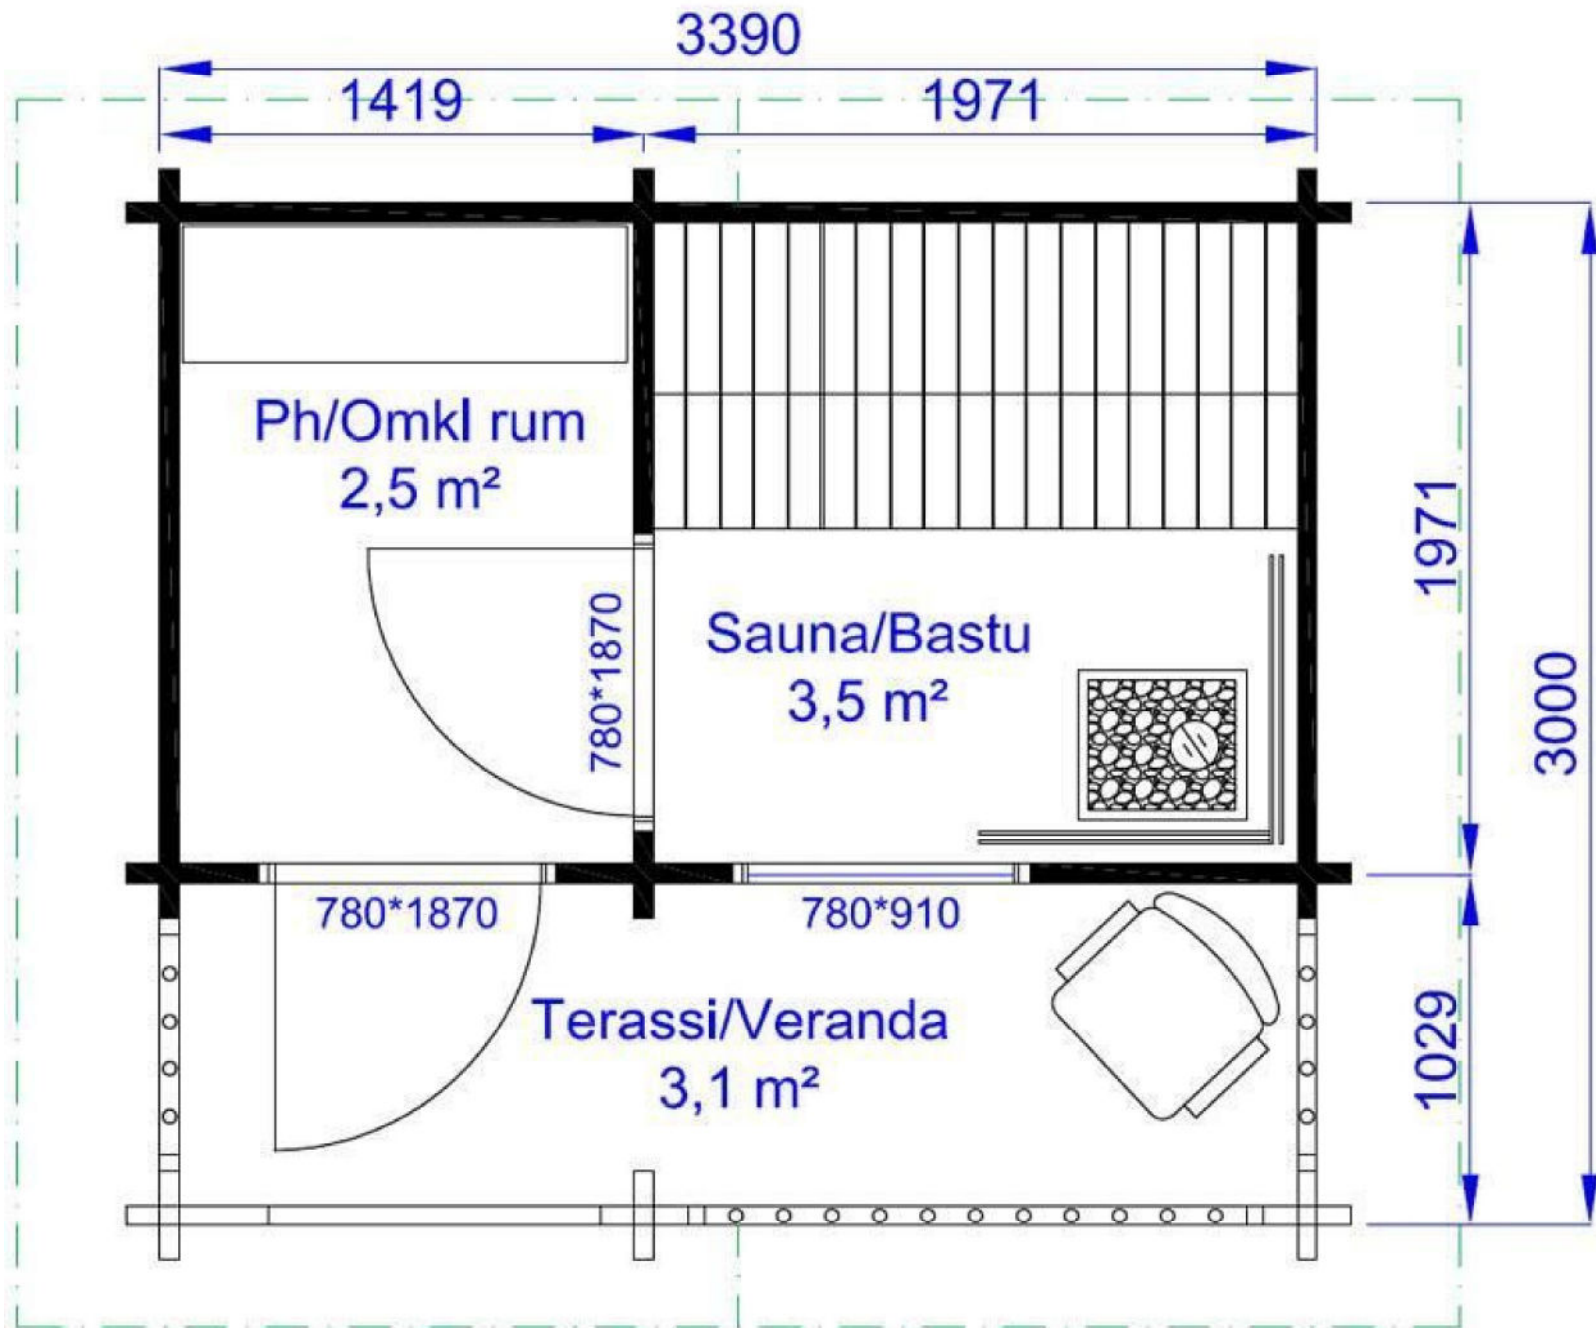 3390
1419
1971
Ph/Omkl rum
2,5 m²
1971
780*1870
Sauna/Bastu
3,5 m²
3000
780*1870
780*910
Terassi/Veranda
3,1 m²
1029